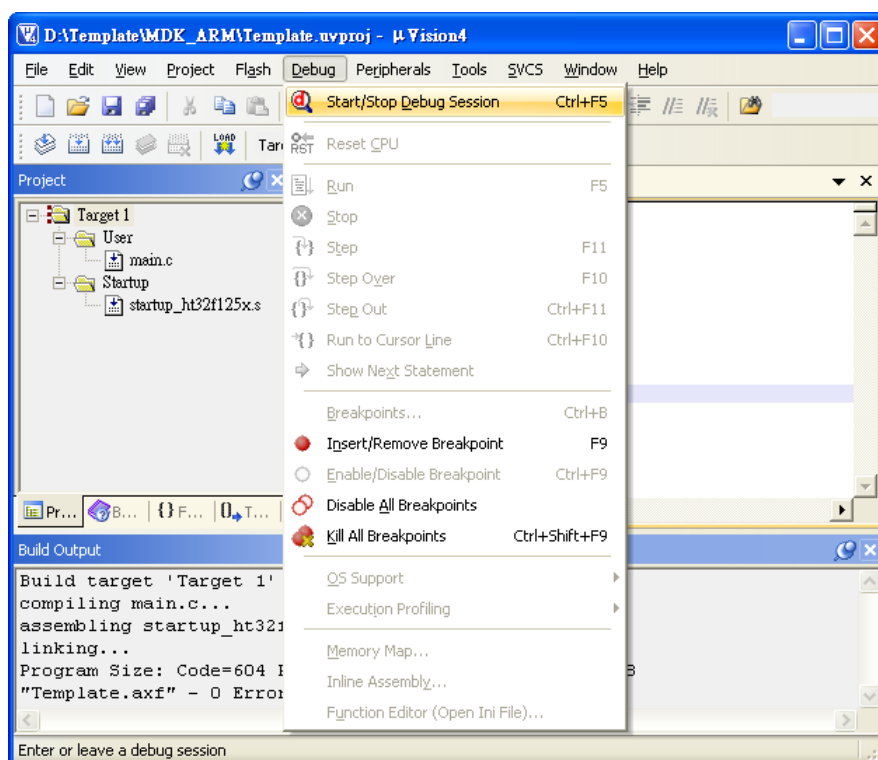 D:\Template\MDK_ARM\Template.uvproj - μVision4
File Edit View Project Flash Debug Peripherals Tools SVCS Window Help
Start/Stop Debug Session Ctrl+F5
LOAD
RST Reset CPU
Project
Run F5
Stop
Target 1
User
main.c
Startup
startup_ht32f125x.s
Step F11
Step Over F10
Step Out Ctrl+F11
Run to Cursor Line Ctrl+F10
Show Next Statement
Breakpoints... Ctrl+B
Insert/Remove Breakpoint F9
Enable/Disable Breakpoint Ctrl+F9
Disable All Breakpoints
Kill All Breakpoints Ctrl+Shift+F9
OS Support
Execution Profiling
Memory Map...
Inline Assembly...
Function Editor (Open Ini File)...
Pr... B... {} F... T...
Build Output
Build target 'Target 1'
compiling main.c...
assembling startup_ht32
linking...
Program Size: Code=604
"Template.axf" - 0 Error
Enter or leave a debug session